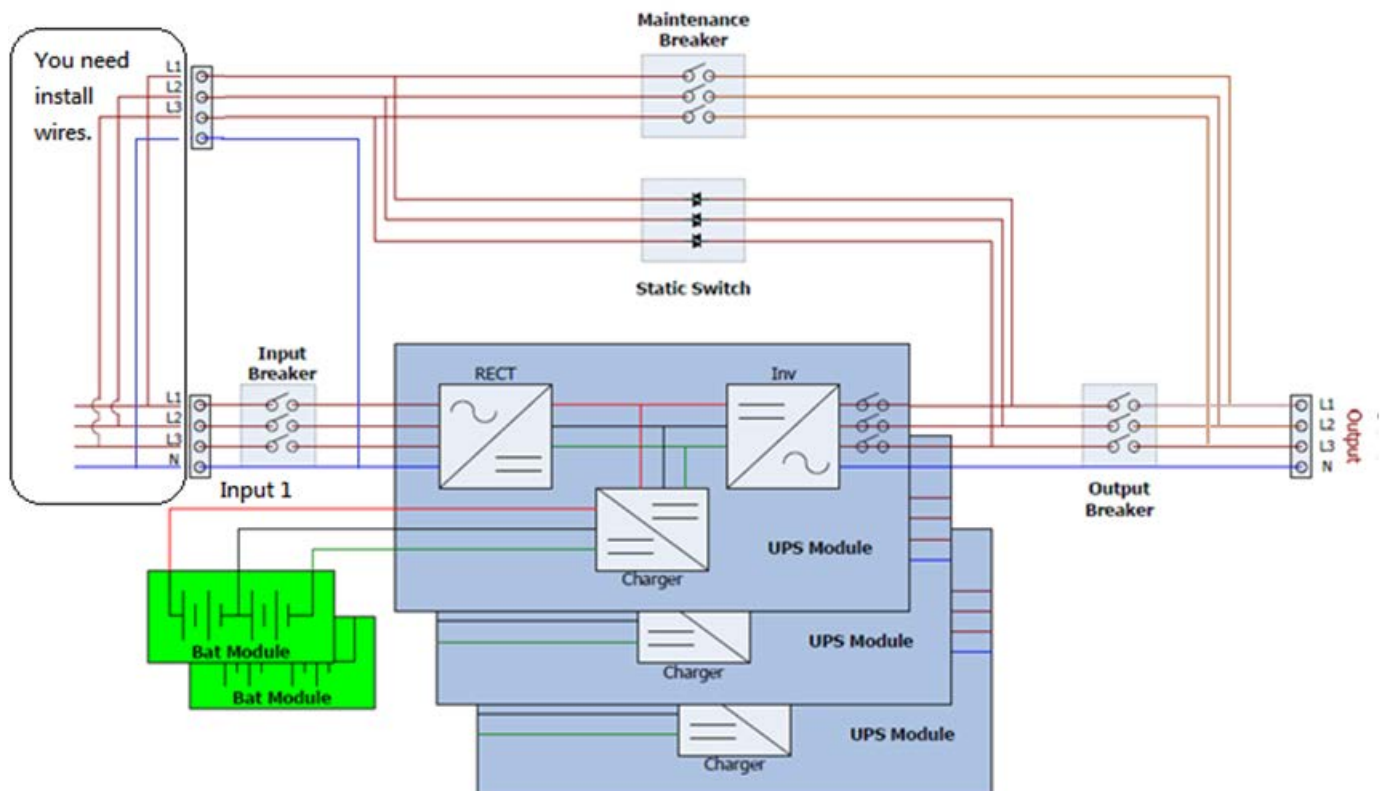 Maintenance
Breaker
You need
install
wires.
L1
L2
L3
Static Switch
Input
Breaker
RECT
Inv
L1
L2
L3
N
Input 1
L1
L2
L3
N
Output
Output
Breaker
UPS Module
Charger
Bat Module
UPS Module
Charger
Bat Module
UPS Module
Charger